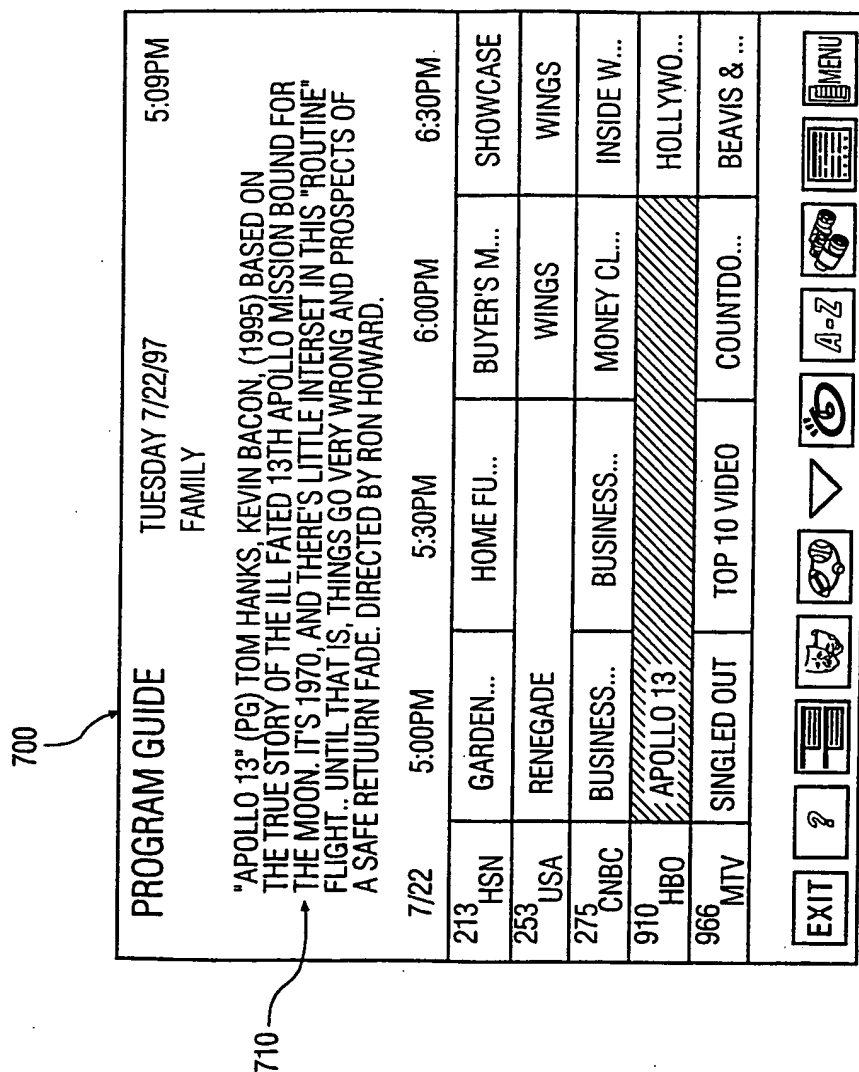 700
PROGRAM GUIDE TUESDAY 7/22/97 5:09PM
FAMILY
"APOLLO 13" (PG) TOM HANKS, KEVIN BACON, (1995) BASED ON
THE TRUE STORY OF THE ILL FATED 13TH APOLLO MISSION BOUND FOR
710
THE MOON. IT'S 1970, AND THERE'S LITTLE INTERSET IN THIS "ROUTINE"
FLIGHT.. UNTIL THAT IS, THINGS GO VERY WRONG AND PROSPECTS OF
A SAFE RETUURN FADE. DIRECTED BY RON HOWARD.
7/22 5:00PM 5:30PM 6:00PM 6:30PM
213 HSN GARDEN... HOME FU... BUYER'S M... SHOWCASE
253 USA RENEGADE WINGS WINGS
275 CNBC BUSINESS... BUSINESS... MONEY CL... INSIDE W...
910 HBO APOLLO 13 HOLLYWO...
966 MTV SINGLED OUT TOP 10 VIDEO COUNTDO... BEAVIS & ...
EXIT ? 6 A-Z MENU